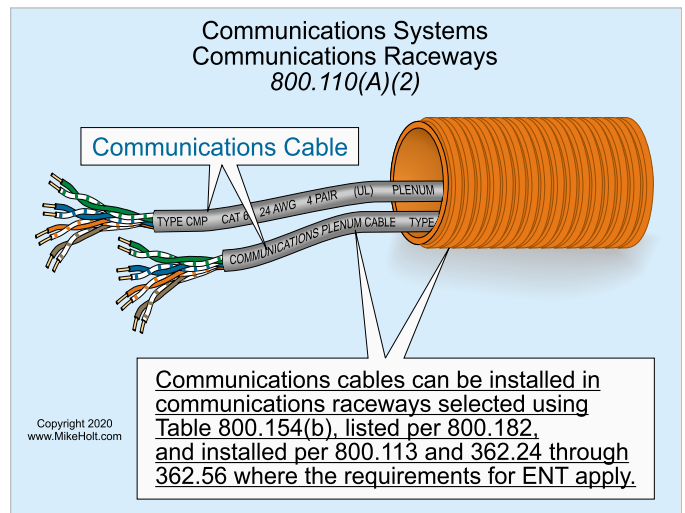 Communications Systems
Communications Raceways
800.110(A)(2)
Communications Cable
TYPE CMP CAT 6 24 AWG 4 PAIR (UL) PLENUM
COMMUNICATIONS PLENUM CABLE TYPE
Communications cables can be installed in
communications raceways selected using
Table 800.154(b), listed per 800.182,
and installed per 800.113 and 362.24 through
362.56 where the requirements for ENT apply.
Copyright 2020
www.MikeHolt.com